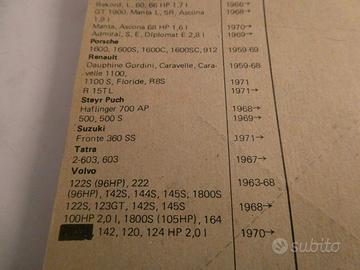 Rekord, L, 60, 66 HP 1,7 l 1966→
GT 1900, Manta L, SR, Ascona 1968→
1,9 l
Manta, Ascona 68 HP 1,6 l 1970→
Admiral, S, E, Diplomat E 2,8 l 1969→
Porsche
1600, 1600S, 1600C, 1600SC, 912 1959-69
Renault
Dauphine Gordini, Caravelle, Cara- 1959-68
velle 1100,
1100 S, Floride, R8S 1971
R 15TL 1971→
Steyr Puch
Haflinger 700 AP 1968→
500, 500 S 1969→
Suzuki
Fronte 360 SS 1971→
Tatra
2-603, 603 1967→
Volvo
122S (96HP), 222 1963-68
(96HP), 142S, 144S, 145S; 1800S
122S, 123GT, 142S, 145S 1968→
100HP 2,0 l, 1800S (105HP), 164
142, 120, 124 HP 2,0 l 1970→
subito